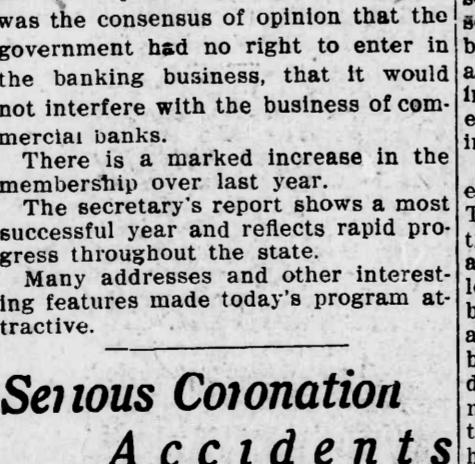 was the consensus of opinion that the
government had no right to enter in
the banking business, that it would
not interfere with the business of com-
mercial banks.
There is a marked increase in the
membership over last year.
The secretary's report shows a most
successful year and reflects rapid pro-
gress throughout the state.
Many addresses and other interest-
ing features made today's program at-
tractive.
Serious Coronation
Accidents